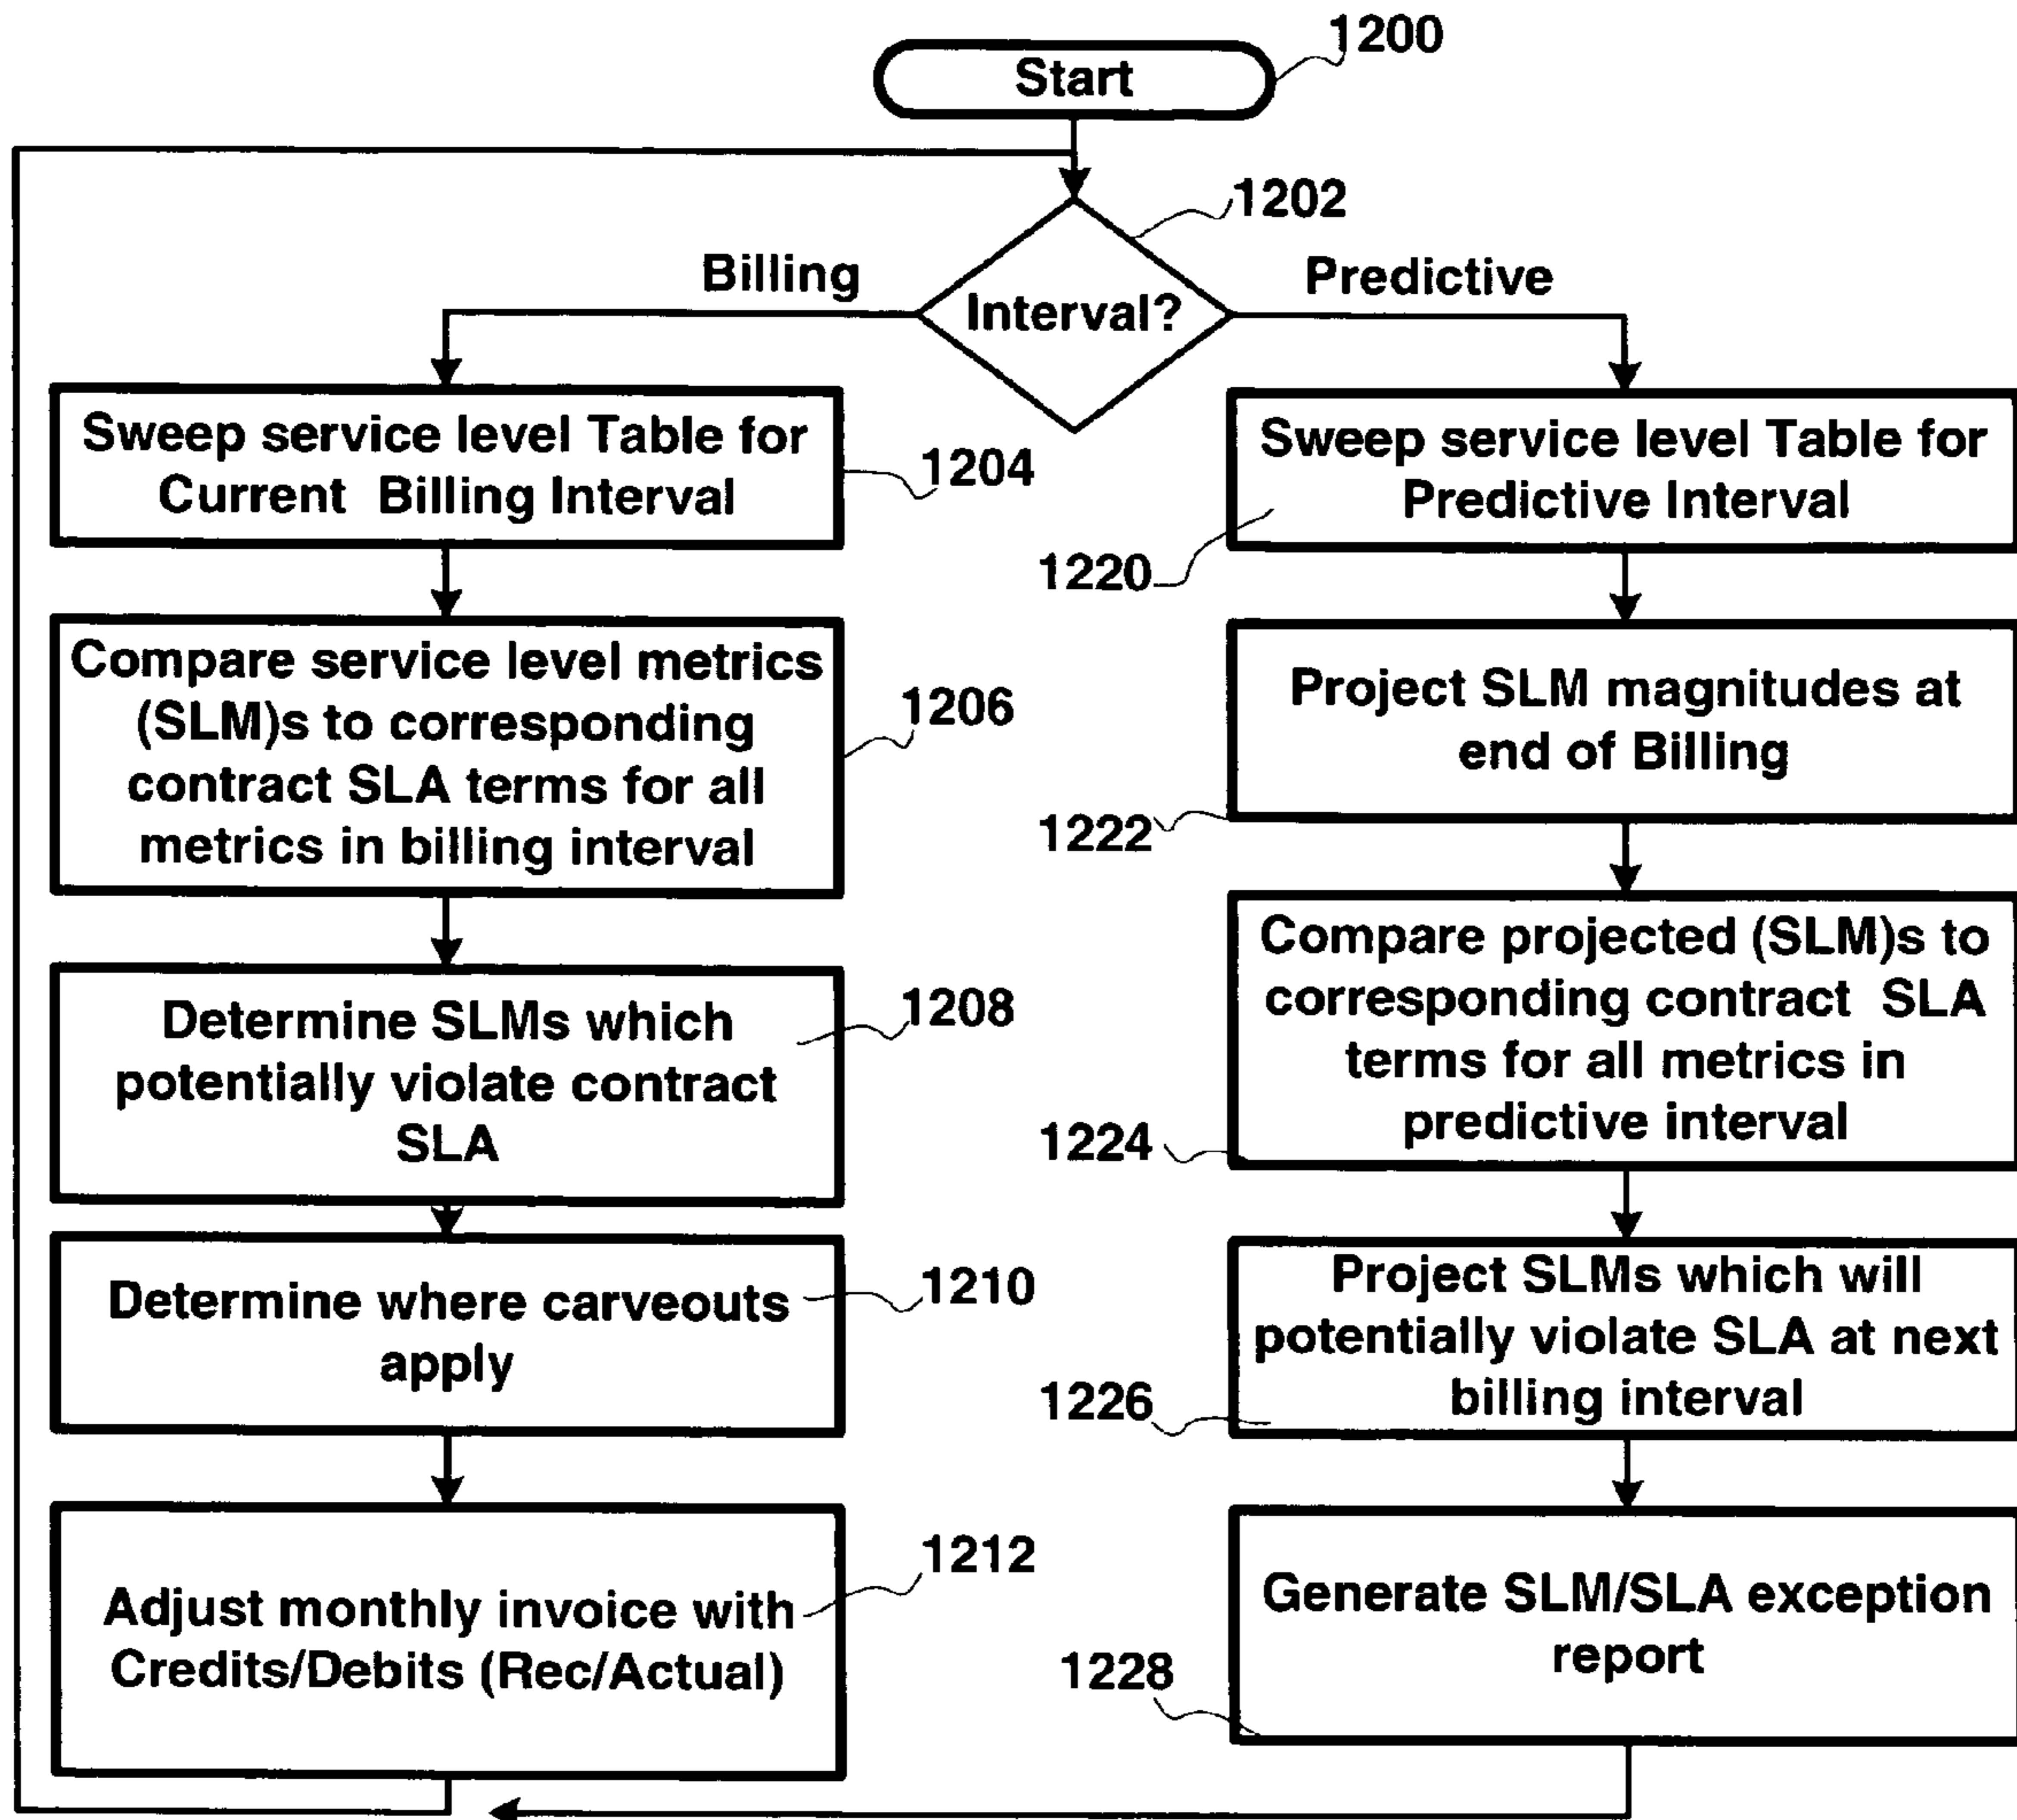 1200
Start
1202
Billing
Predictive
Interval?
Sweep service level Table for
Current Billing Interval
1204
Compare service level metrics
(SLM)s to corresponding
contract SLA terms for all
metrics in billing interval
1206
Determine SLMs which
potentially violate contract
SLA
1208
Determine where carveouts
apply
1210
Adjust monthly invoice with
Credits/Debits (Rec/Actual)
1212
Sweep service level Table for
Predictive Interval
1220
Project SLM magnitudes at
end of Billing
1222
Compare projected (SLM)s to
corresponding contract SLA
terms for all metrics in
predictive interval
1224
Project SLMs which will
potentially violate SLA at next
billing interval
1226
Generate SLM/SLA exception
report
1228